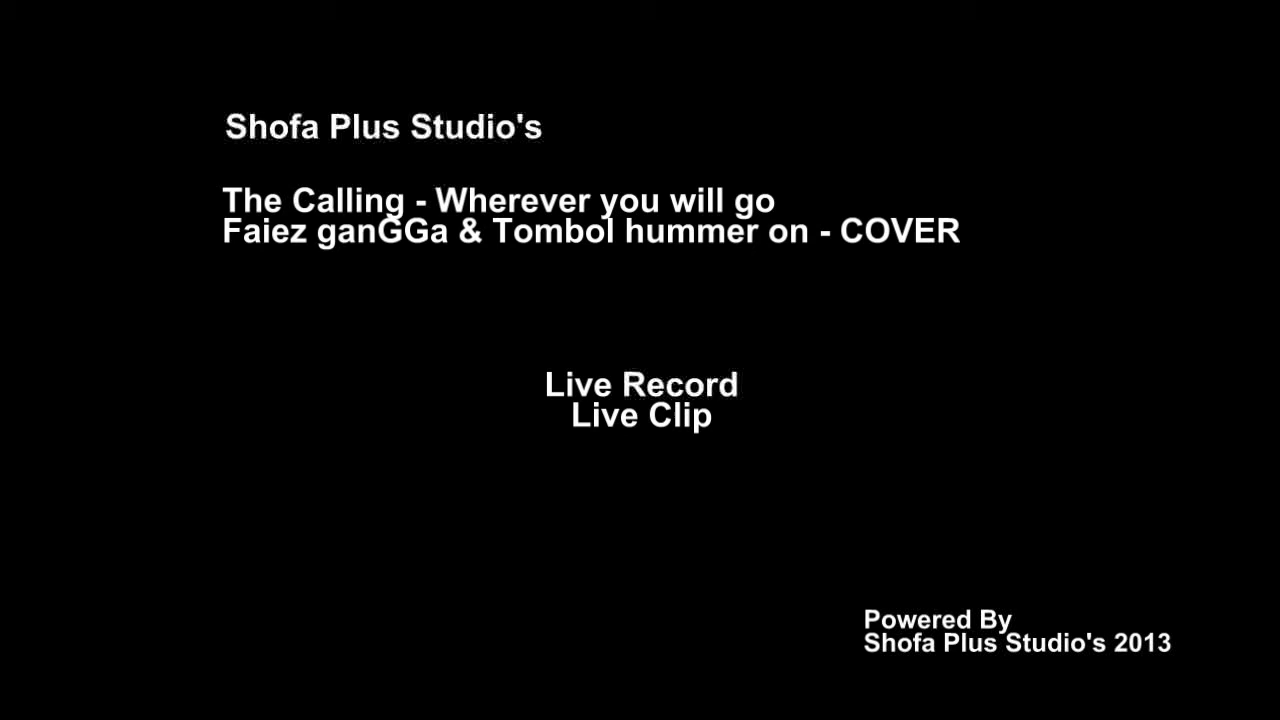 Shofa Plus Studio's
The Calling - Wherever you will go
Faiez ganGGa & Tombol hummer on - COVER
Live Record
Live Clip
Powered By
Shofa Plus Studio's 2013